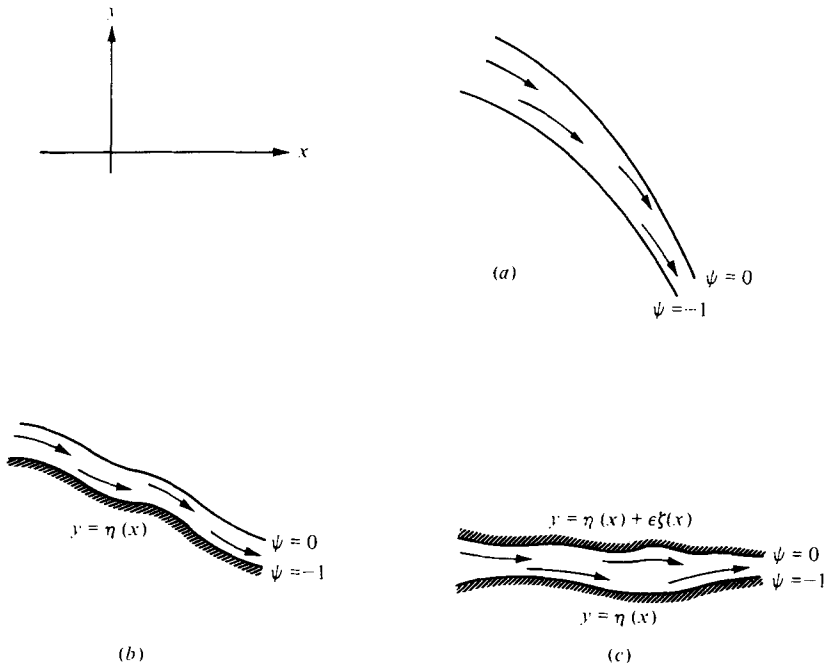 y
x
(a)
ψ = 0
ψ = −1
y = η (x)
ψ = 0
ψ = −1
(b)
y = η (x) + εζ(x)
ψ = 0
ψ = −1
y = η (x)
(c)